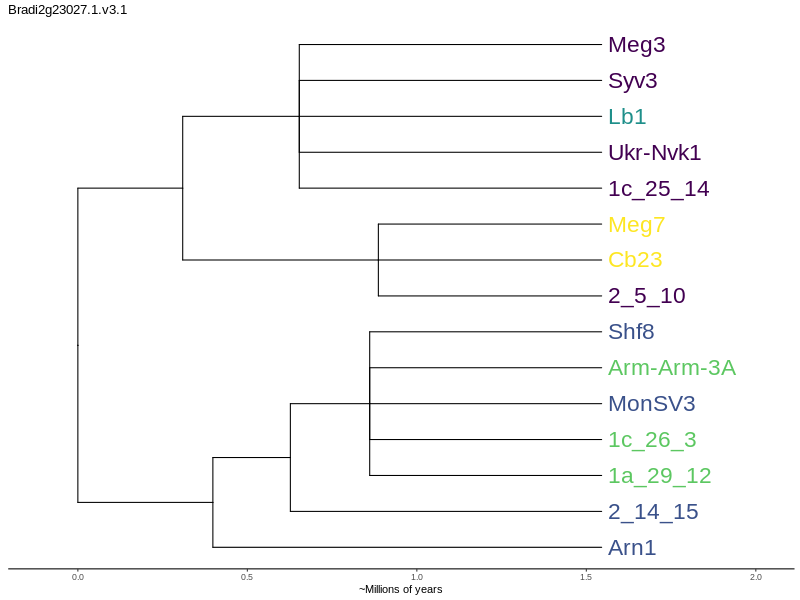 Bradi2g23027.1.v3.1
Meg3
Syv3
Lb1
Ukr-Nvk1
1c_25_14
Meg7
Cb23
2_5_10
Shf8
Arm-Arm-3A
MonSV3
1c_26_3
1a_29_12
2_14_15
Arn1
0.0 0.5 1.0 1.5 2.0
~Millions of years